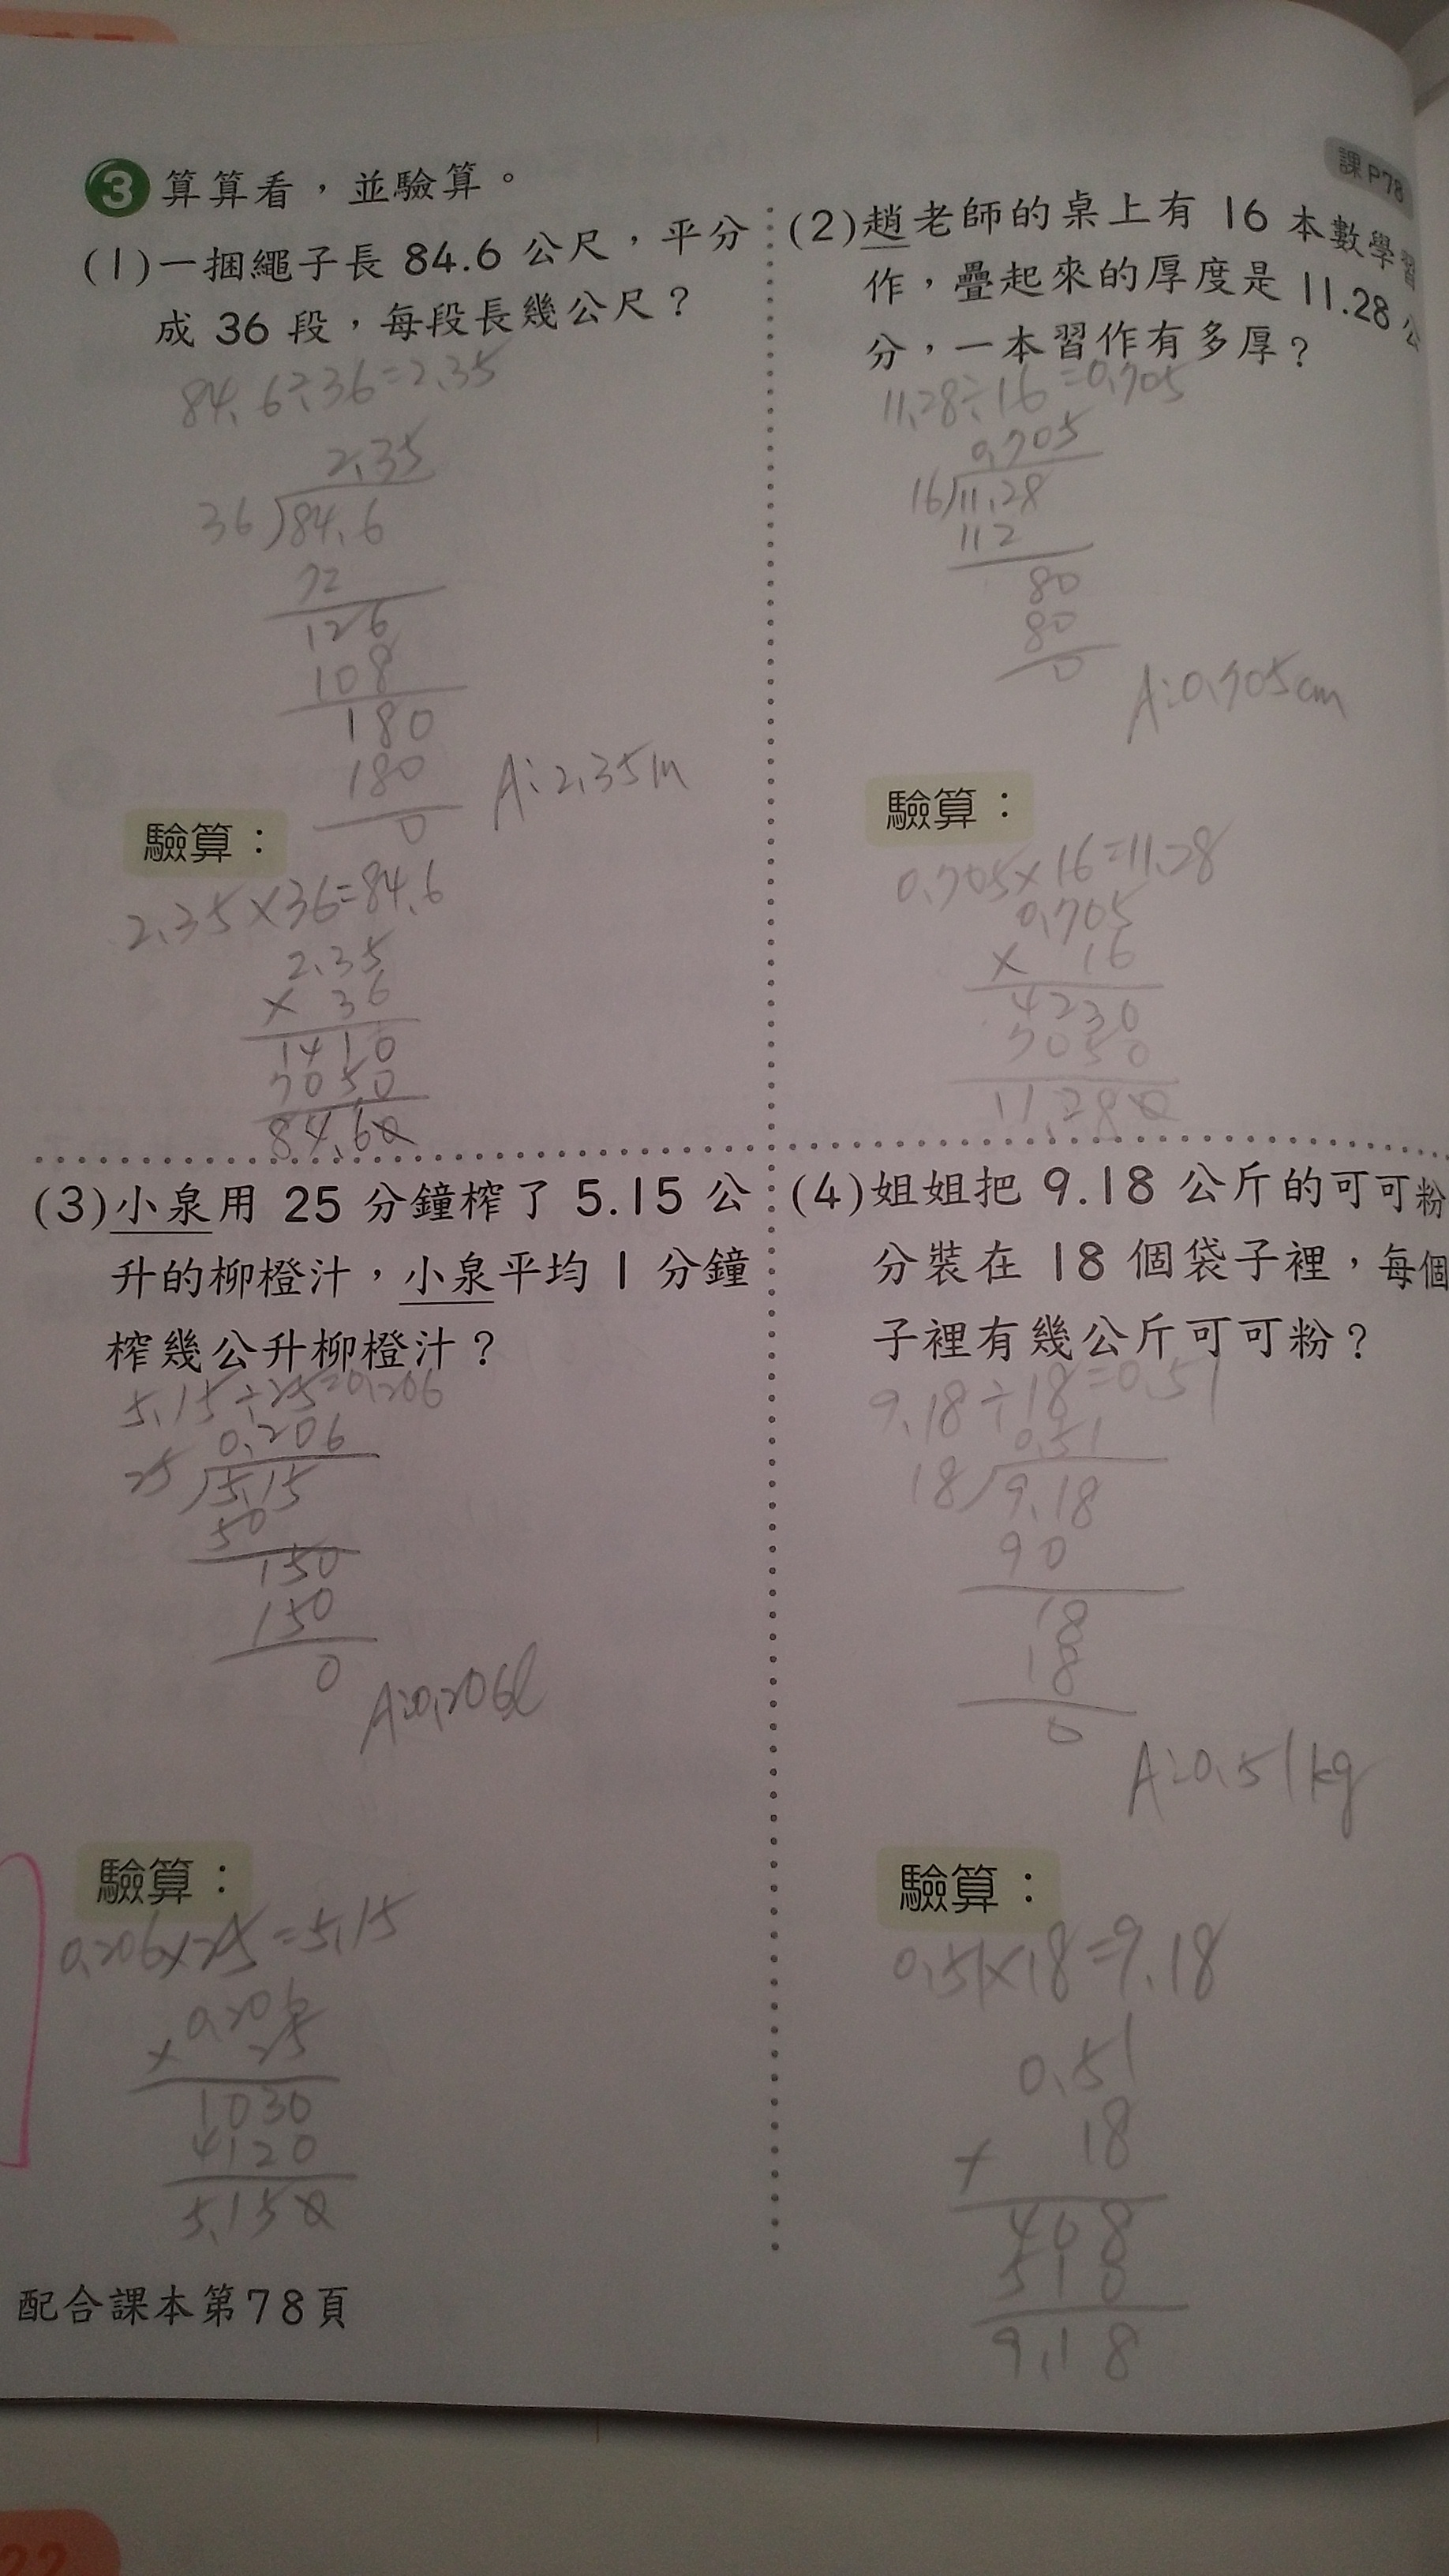 課P78
3 算算看，並驗算。
(1)一捆繩子長 84.6 公尺，平分
成 36 段，每段長幾公尺？
84.6÷36=2.35
2.35
36 84.6
72
126
108
180
180
0
A:2.35m
驗算：
2.35×36=84.6
2.35
× 36
1410
7050
84.60
(2)趙老師的桌上有 16 本數學習
作，疊起來的厚度是 11.28 公
分，一本習作有多厚？
11.28÷16=0.705
0.705
16 11.28
112
80
80
0
A:0.705cm
驗算：
0.705×16=11.28
0.705
× 16
4230
7050
11.280
(3)小泉用 25 分鐘榨了 5.15 公
升的柳橙汁，小泉平均 1 分鐘
榨幾公升柳橙汁？
5.15÷25=0.206
0.206
25 5.15
50
150
150
0
A:0.206l
驗算：
0.206×25=5.15
0.206
× 25
1030
4120
5.150
(4)姐姐把 9.18 公斤的可可粉
分裝在 18 個袋子裡，每個
子裡有幾公斤可可粉？
9.18÷18=0.51
0.51
18 9.18
90
18
18
0
A:0.51kg
驗算：
0.51×18=9.18
0.51
× 18
408
510
9.18
配合課本第78頁
22